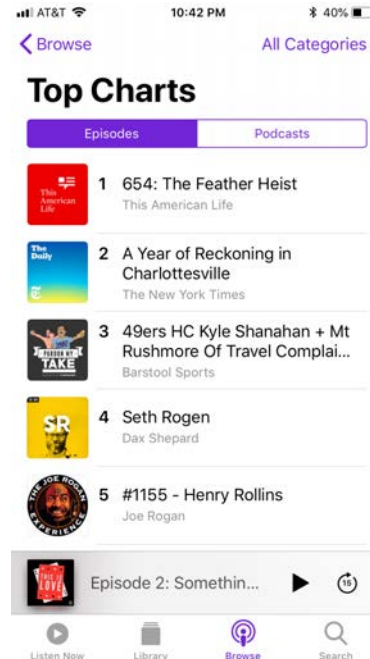 AT&T 10:42 PM 40%
Browse All Categories
Top Charts
Episodes Podcasts
This
American
Life
1 654: The Feather Heist
This American Life
The
Daily
2 A Year of Reckoning in
Charlottesville
The New York Times
3 49ers HC Kyle Shanahan + Mt
Rushmore Of Travel Complai...
Barstool Sports
PARDON MY
TAKE
SR
4 Seth Rogen
Dax Shepard
THE JOE ROGAN
EXPERIENCE
5 #1155 - Henry Rollins
Joe Rogan
THIS IS
LOVE
Episode 2: Somethin...
15
Listen Now Library Browse Search